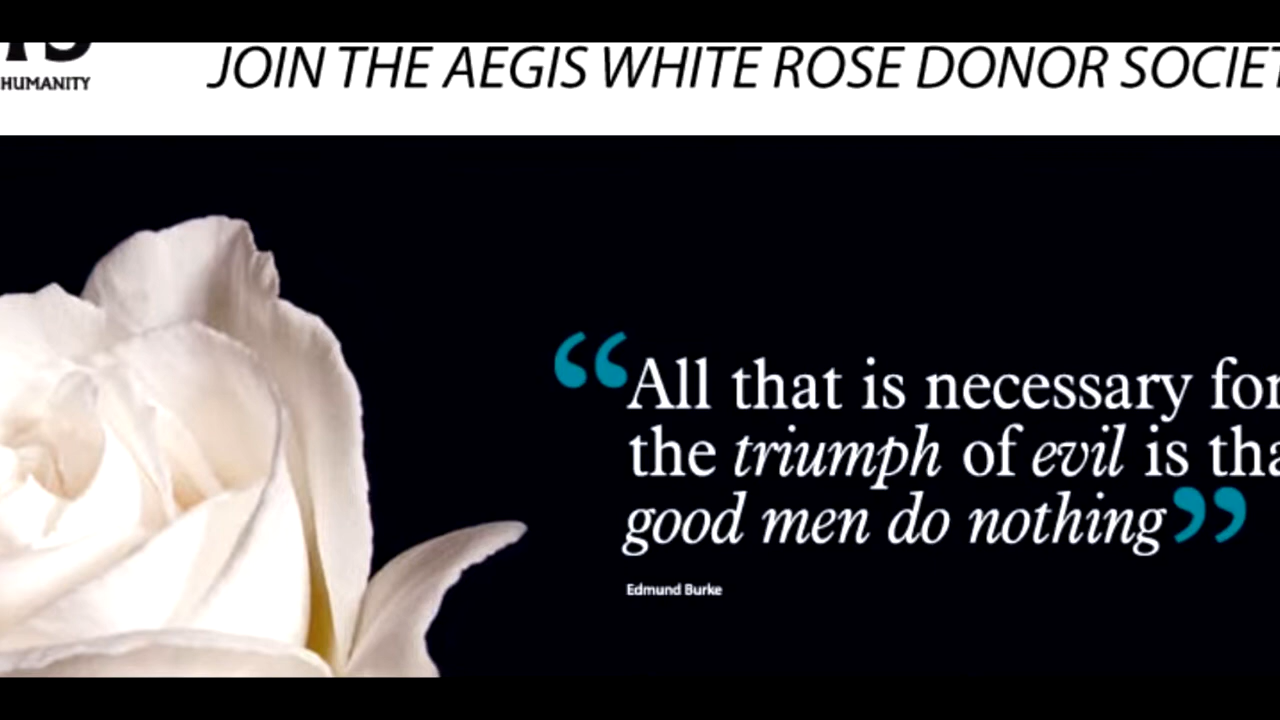 HUMANITY
JOIN THE AEGIS WHITE ROSE DONOR SOCIET
“All that is necessary for
the triumph of evil is tha
good men do nothing”
Edmund Burke